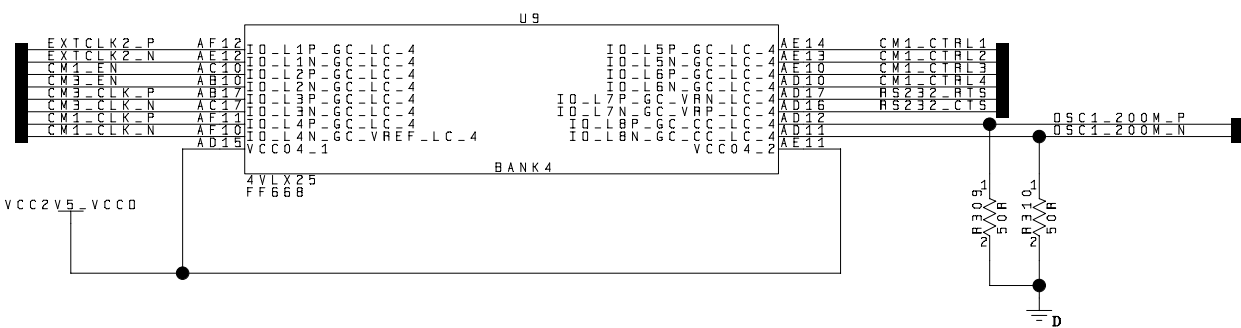 U9
EXTCLK2_P AF12 IO_L1P_GC_LC_4 IO_L5P_GC_LC_4 AE14 CM1_CTRL1
EXTCLK2_N AE12 IO_L1N_GC_LC_4 IO_L5N_GC_LC_4 AE13 CM1_CTRL2
CM1_EN AC10 IO_L2P_GC_LC_4 IO_L6P_GC_LC_4 AE10 CM1_CTRL3
CM3_EN AB10 IO_L2N_GC_LC_4 IO_L6N_GC_LC_4 AD10 CM1_CTRL4
CM3_CLK_P AB17 IO_L3P_GC_LC_4 IO_L7P_GC_VRN_LC_4 AD17 RS232_RTS
CM3_CLK_N AC17 IO_L3N_GC_LC_4 IO_L7N_GC_VRP_LC_4 AD16 RS232_CTS
CM1_CLK_P AF11 IO_L4P_GC_LC_4 IO_L8P_GC_CC_LC_4 AD12 OSC1_200M_P
CM1_CLK_N AF10 IO_L4N_GC_VREF_LC_4 IO_L8N_GC_CC_LC_4 AD11 OSC1_200M_N
AD15 VCCO4_1 VCCO4_2 AE11
BANK4
4VLX25
FF668
VCC2V5_VCCO
1 R309 50R 2
1 R310 50R 2
D